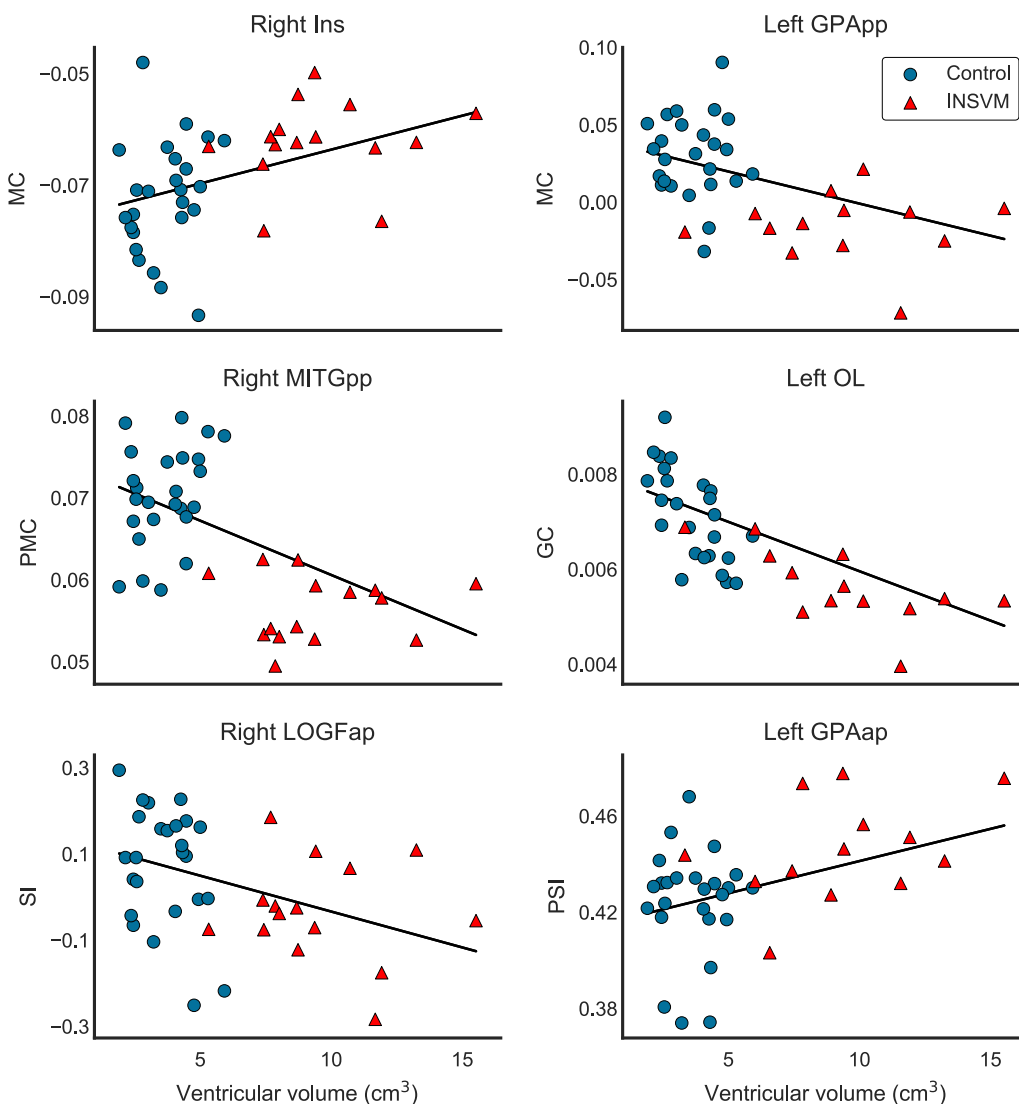 Right Ins
MC
−0.05
−0.07
−0.09
Left GPApp
MC
0.10
0.05
0.00
−0.05
Control
INSVM
Right MITGpp
PMC
0.08
0.07
0.06
0.05
Left OL
GC
0.008
0.006
0.004
Right LOGFap
SI
0.3
0.1
−0.1
−0.3
5
10
15
Ventricular volume (cm³)
Left GPAap
PSI
0.46
0.42
0.38
5
10
15
Ventricular volume (cm³)